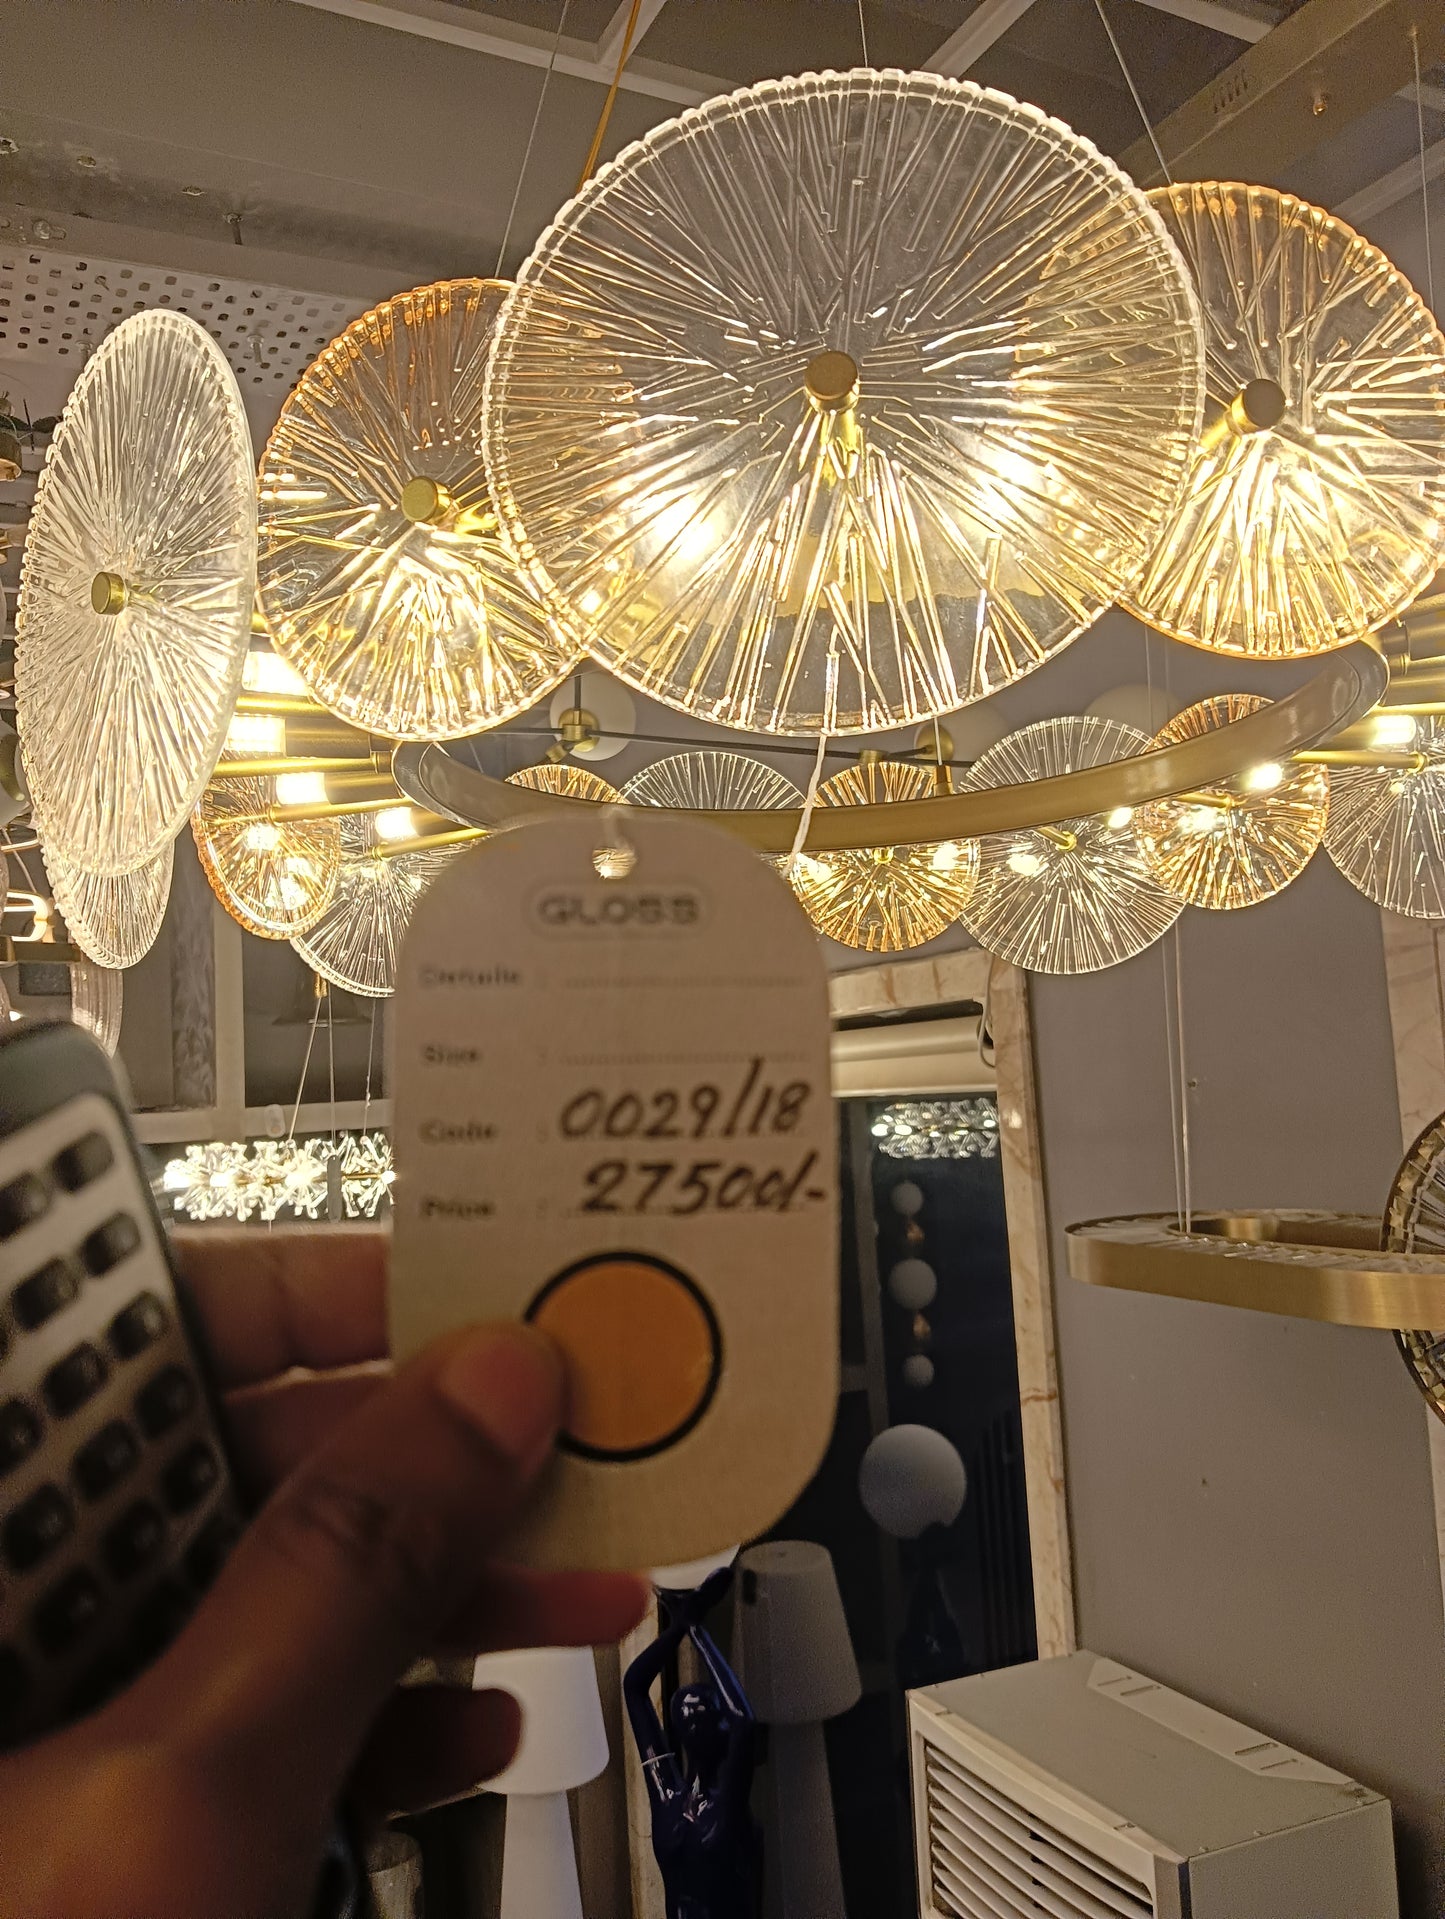 GLOSS
Details :
Size :
Code : 0029/18
Price : 27500/-